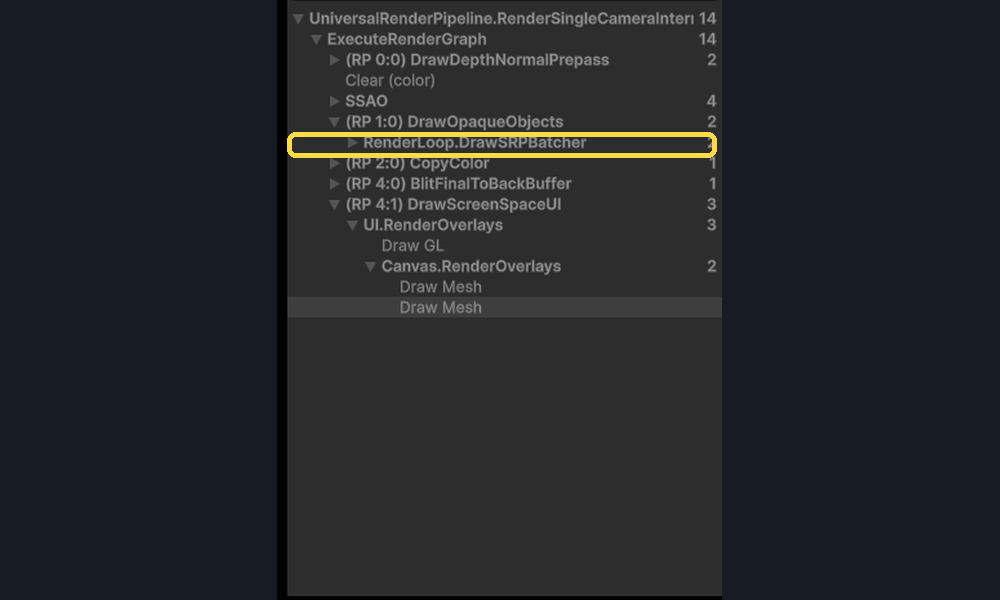 UniversalRenderPipeline.RenderSingleCameraInter 14
ExecuteRenderGraph 14
(RP 0:0) DrawDepthNormalPrepass 2
Clear (color)
SSAO 4
(RP 1:0) DrawOpaqueObjects 2
RenderLoop.DrawSRPBatcher 2
(RP 2:0) CopyColor 1
(RP 4:0) BlitFinalToBackBuffer 1
(RP 4:1) DrawScreenSpaceUI 3
UI.RenderOverlays 3
Draw GL
Canvas.RenderOverlays 2
Draw Mesh
Draw Mesh